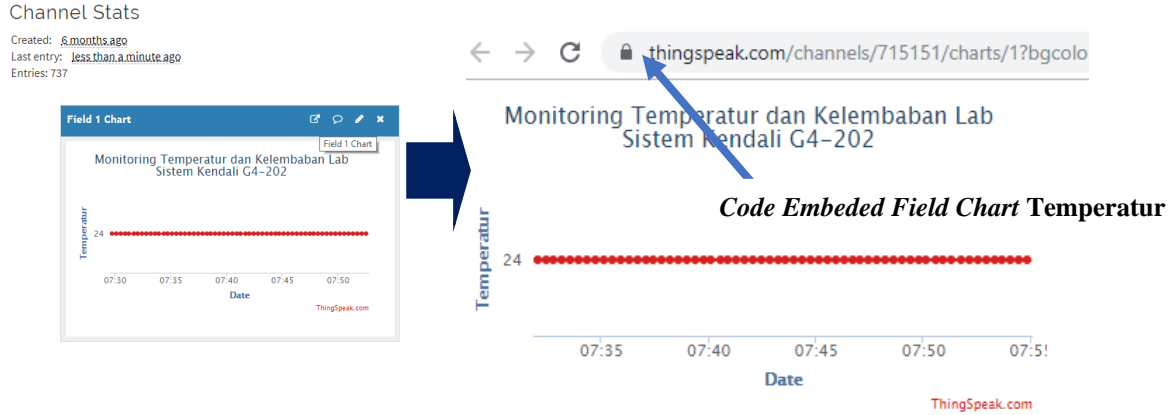 Channel Stats
Created: 6 months ago
Last entry: less than a minute ago
Entries: 737
Field 1 Chart
Field 1 Chart
Monitoring Temperatur dan Kelembaban Lab
Sistem Kendali G4-202
Temperatur
24
07:30 07:35 07:40 07:45 07:50
Date
ThingSpeak.com
thingspeak.com/channels/715151/charts/1?bgcolo
Monitoring Temperatur dan Kelembaban Lab
Sistem Kendali G4-202
Code Embeded Field Chart Temperatur
Temperatur
24
07:35 07:40 07:45 07:50 07:5
Date
ThingSpeak.com